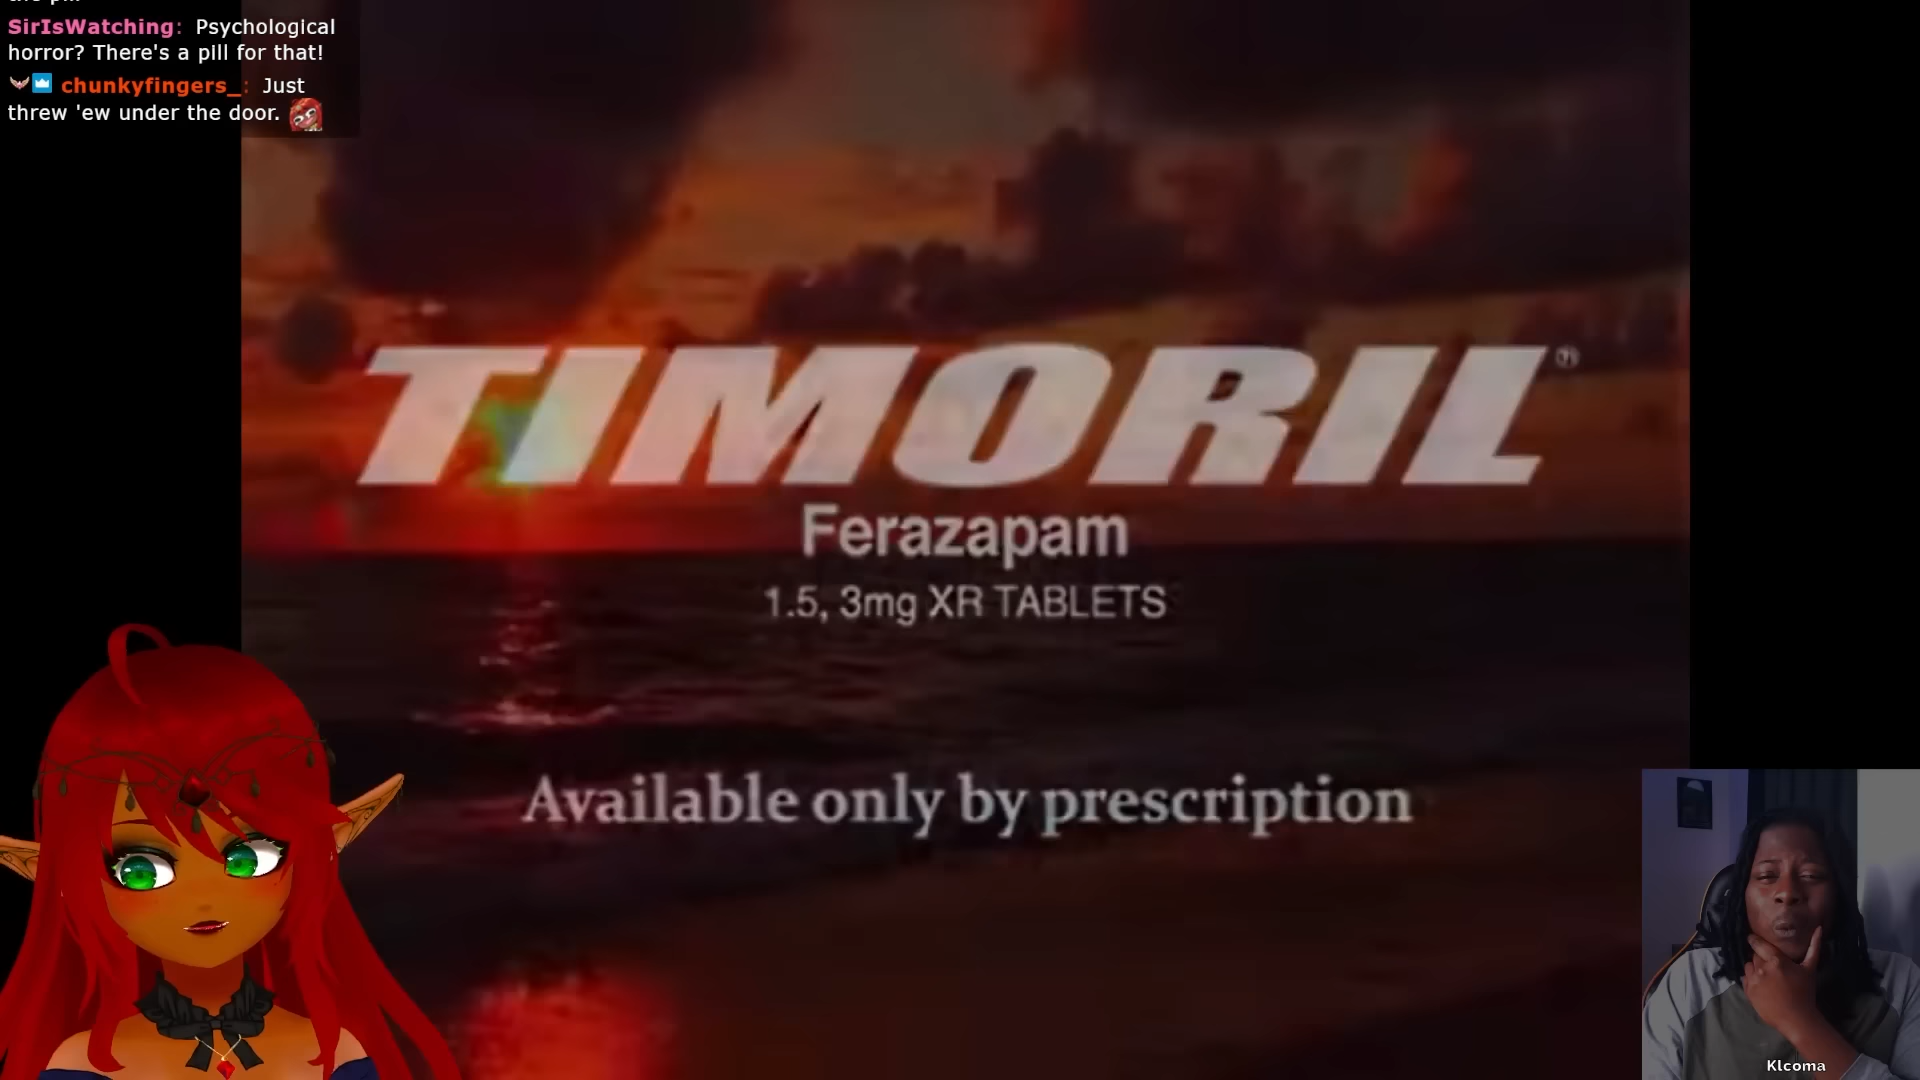 SirIsWatching: Psychological
horror? There's a pill for that!
chunkyfingers_: Just
threw 'ew under the door.
TIMORIL®
Ferazapam
1.5, 3mg XR TABLETS
Available only by prescription
Klcoma